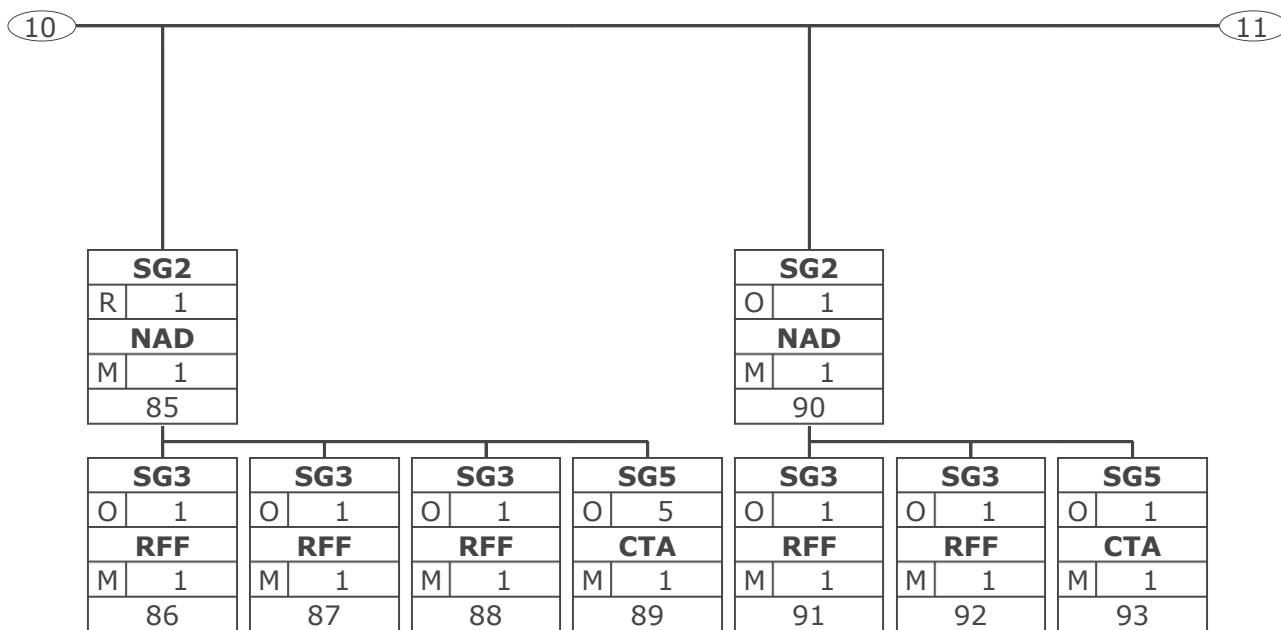 10 11
SG2 SG2
R 1 O 1
NAD NAD
M 1 M 1
85 90
SG3 SG3 SG3 SG5 SG3 SG3 SG5
O 1 O 1 O 1 O 5 O 1 O 1 O 1
RFF RFF RFF CTA RFF RFF CTA
M 1 M 1 M 1 M 1 M 1 M 1 M 1
86 87 88 89 91 92 93